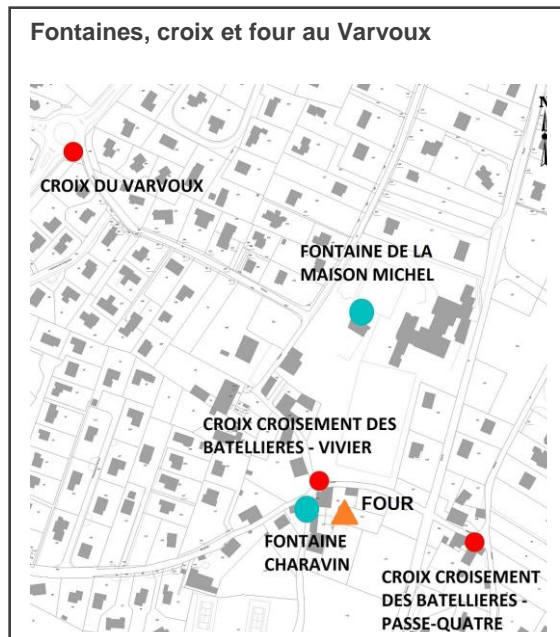 Fontaines, croix et four au Varvoux
N
CROIX DU VARVOUX
FONTAINE DE LA
MAISON MICHEL
CROIX CROISEMENT DES
BATELLIERES - VIVIER
FOUR
FONTAINE
CHARAVIN
CROIX CROISEMENT
DES BATELLIERES -
PASSE-QUATRE